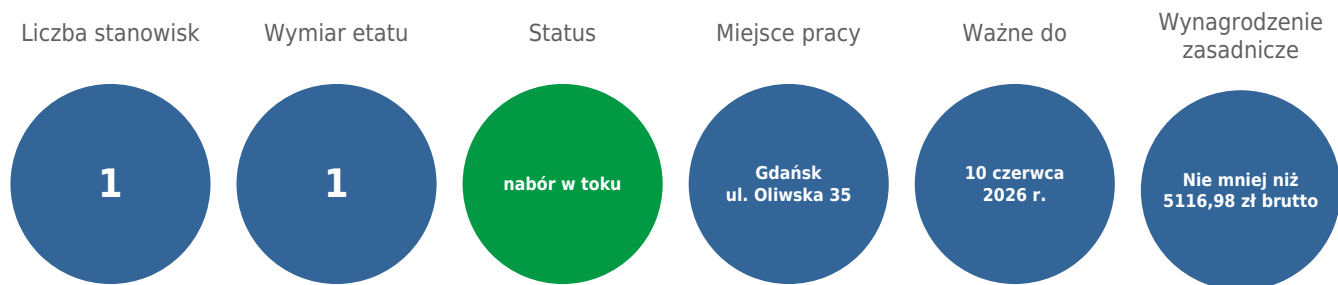 Liczba stanowisk
1
Wymiar etatu
1
Status
nabór w toku
Miejsce pracy
Gdańsk
ul. Oliwska 35
Ważne do
10 czerwca
2026 r.
Wynagrodzenie
zasadnicze
Nie mniej niż
5116,98 zł brutto